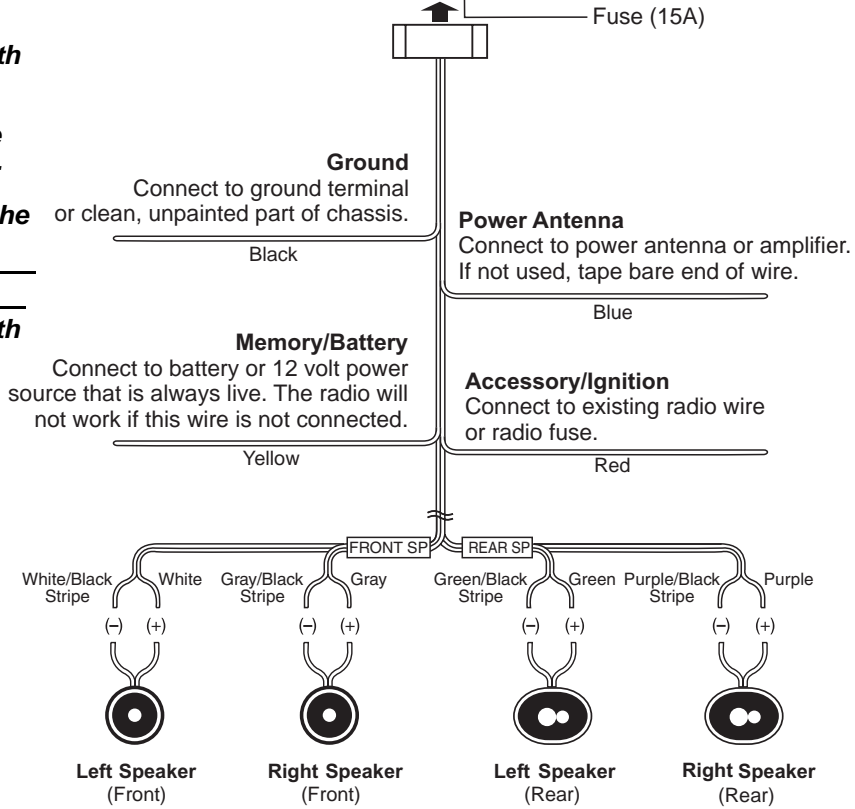 Fuse (15A)
th
e
he
th
Ground
Connect to ground terminal
or clean, unpainted part of chassis.
Black
Power Antenna
Connect to power antenna or amplifier.
If not used, tape bare end of wire.
Blue
Memory/Battery
Connect to battery or 12 volt power
source that is always live. The radio will
not work if this wire is not connected.
Yellow
Accessory/Ignition
Connect to existing radio wire
or radio fuse.
Red
FRONT SP
REAR SP
White/Black
Stripe
White
Gray/Black
Stripe
Gray
Green/Black
Stripe
Green
Purple/Black
Stripe
Purple
(−) (+)
(−) (+)
(−) (+)
(−) (+)
Left Speaker
(Front)
Right Speaker
(Front)
Left Speaker
(Rear)
Right Speaker
(Rear)